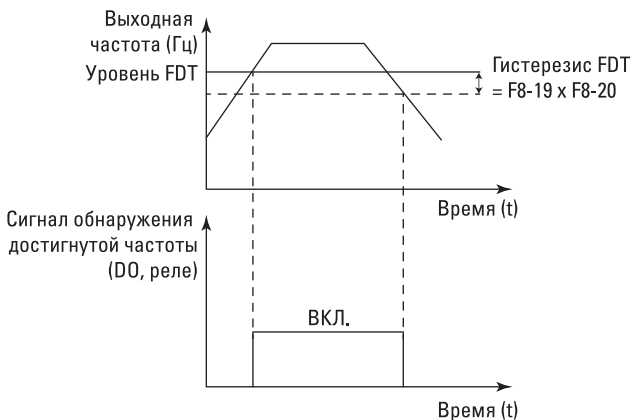 Выходная
частота (Гц)
Уровень FDT
Гистерезис FDT
= F8-19 x F8-20
Время (t)
Сигнал обнаружения
достигнутой частоты
(DO, реле)
ВКЛ.
Время (t)